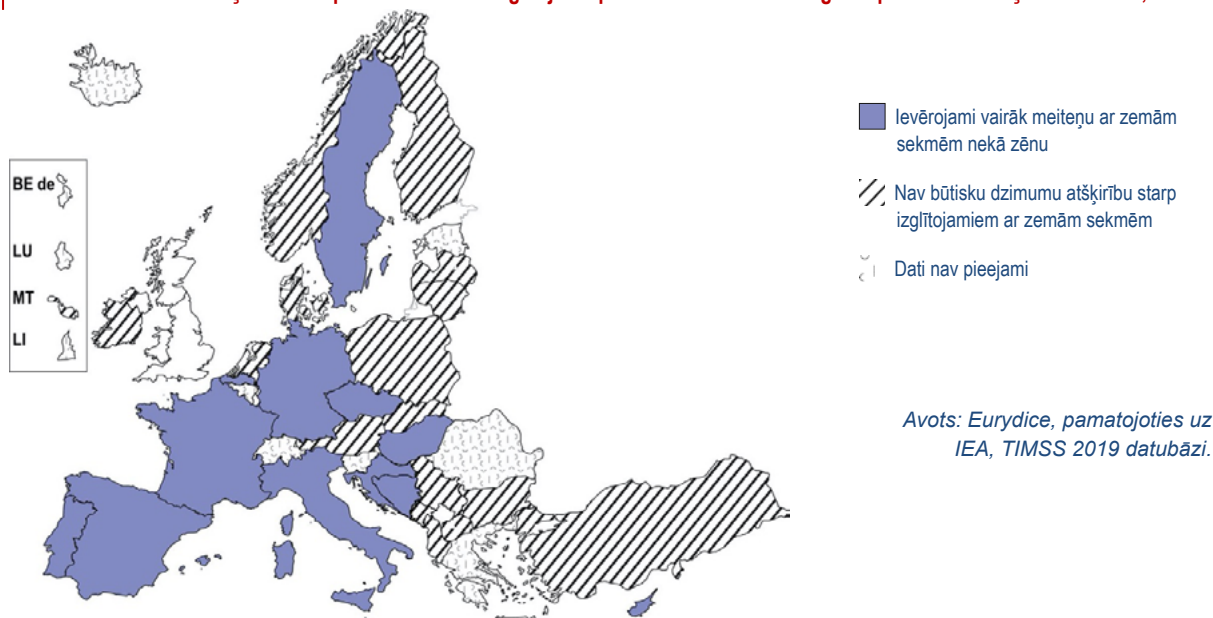 BE de
LU
MT
LI
Ievērojami vairāk meiteņu ar zemām
sekmēm nekā zēnu
Nav būtisku dzimumu atšķirību starp
izglītojamiem ar zemām sekmēm
Dati nav pieejami
Avots: Eurydice, pamatojoties uz
IEA, TIMSS 2019 datubāzi.